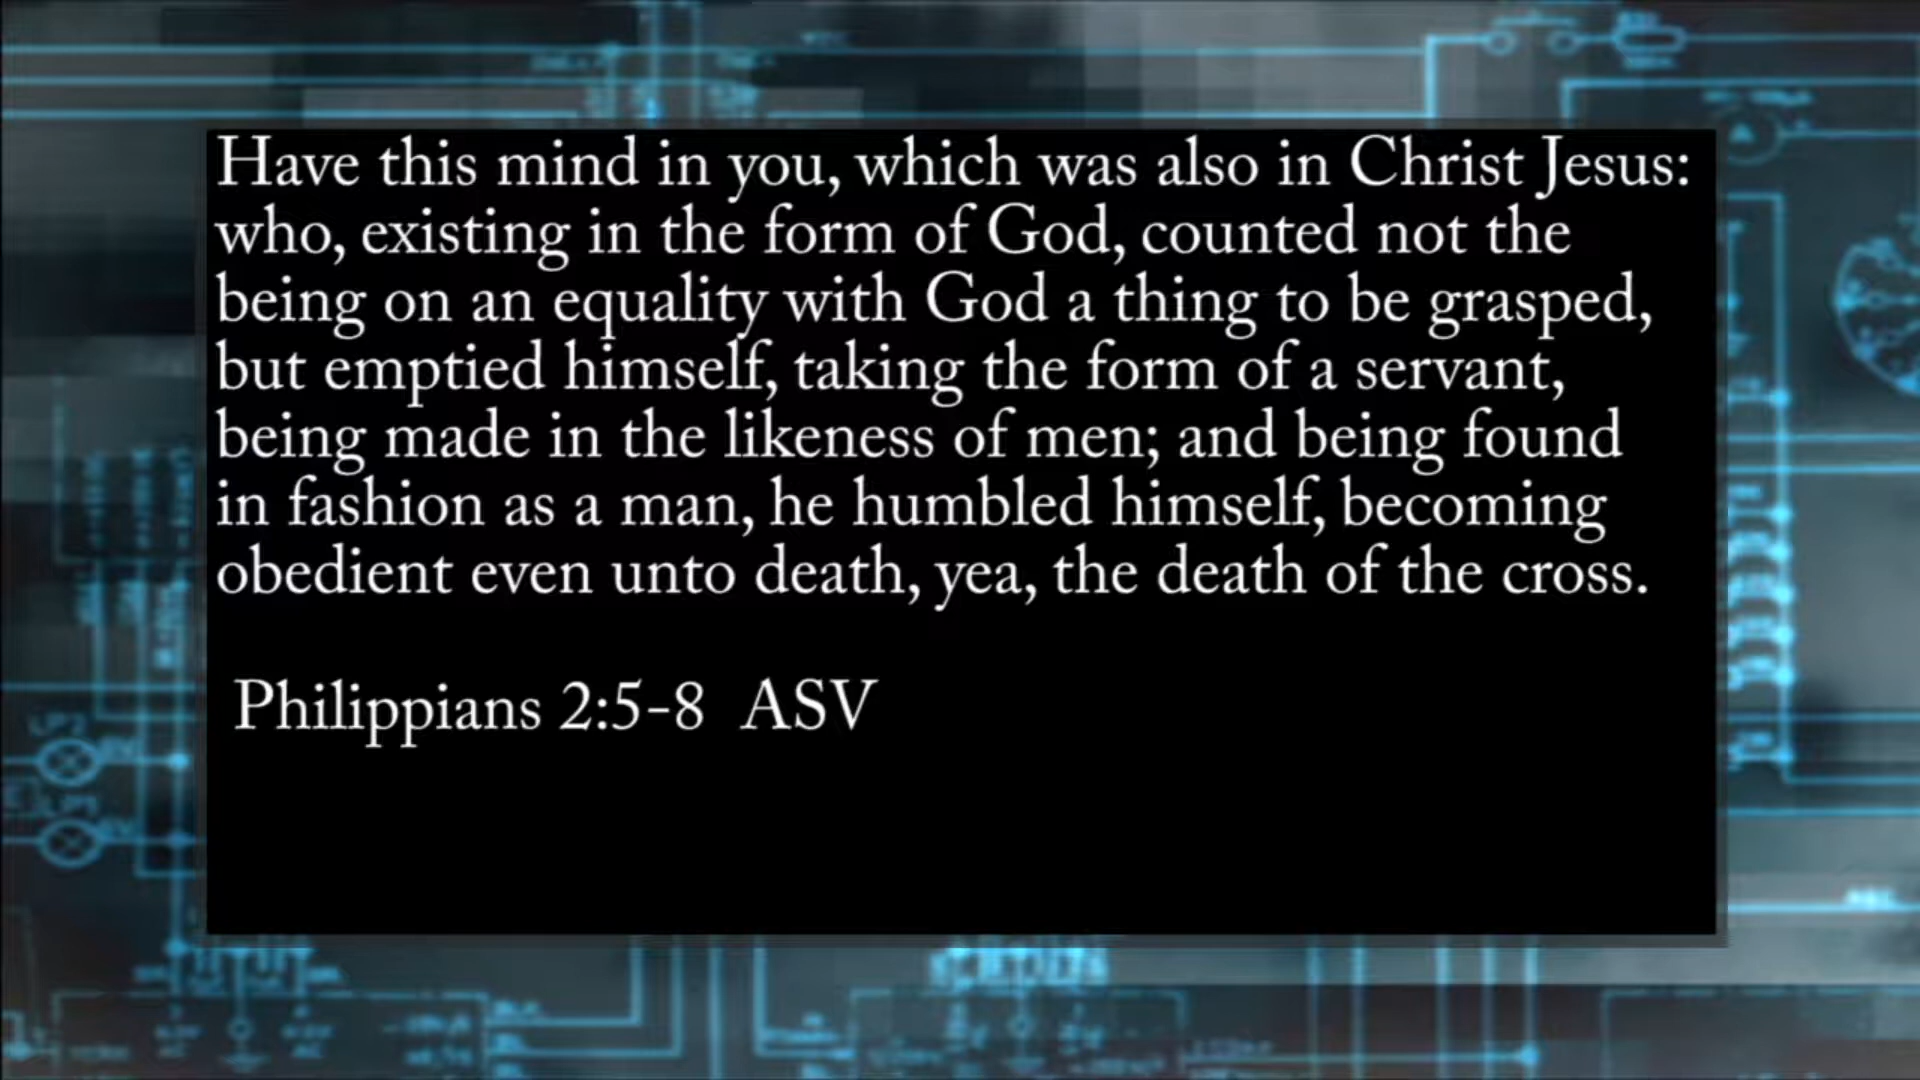 Have this mind in you, which was also in Christ Jesus:
who, existing in the form of God, counted not the
being on an equality with God a thing to be grasped,
but emptied himself, taking the form of a servant,
being made in the likeness of men; and being found
in fashion as a man, he humbled himself, becoming
obedient even unto death, yea, the death of the cross.
Philippians 2:5-8 ASV